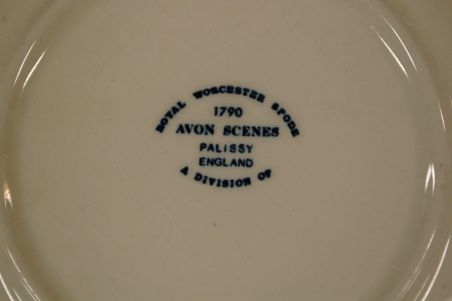 ROYAL WORCESTER SPODE
1790
AVON SCENES
PALISSY
ENGLAND
A DIVISION OF